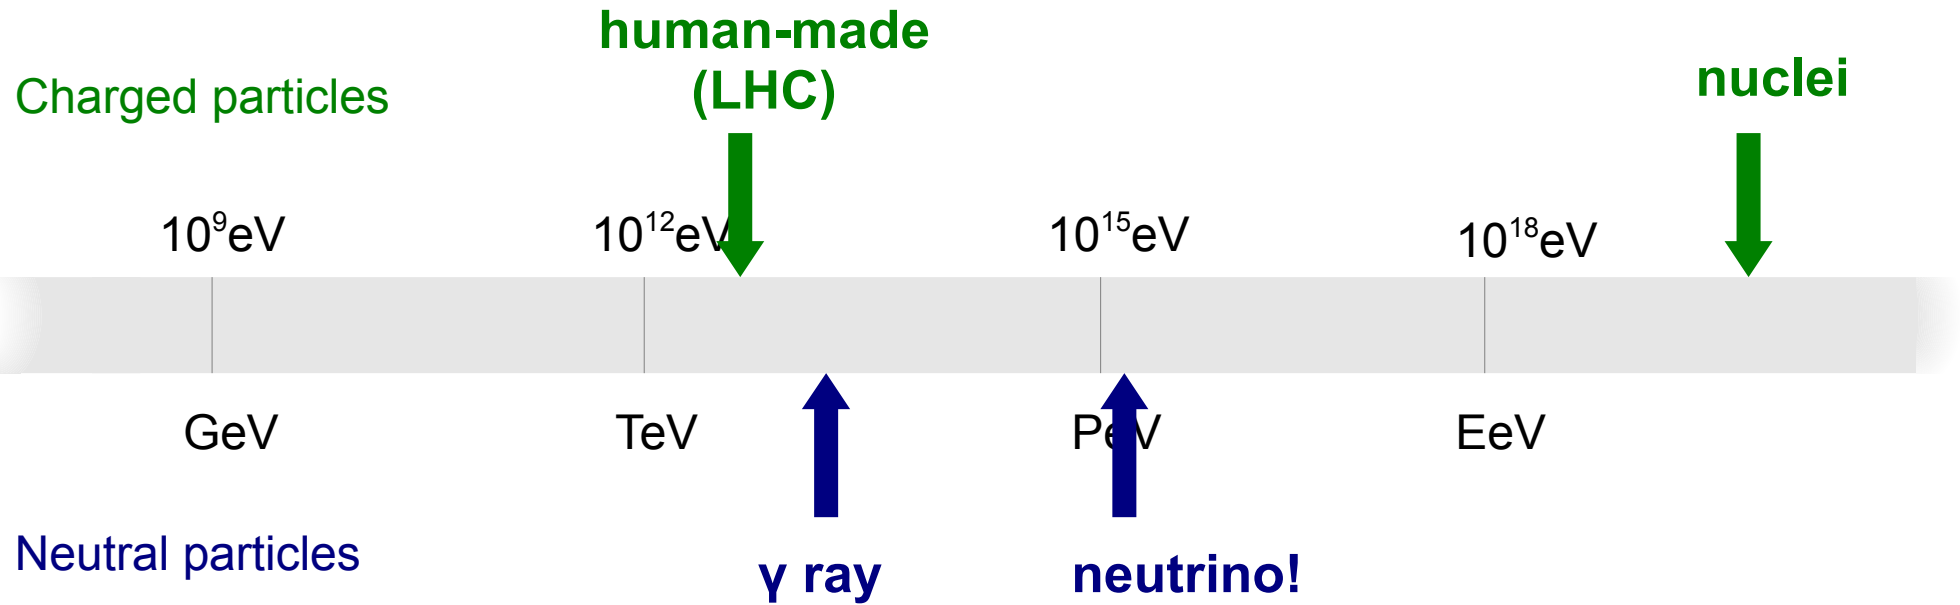 human-made
(LHC)
Charged particles
nuclei
10⁹eV
10¹²eV
10¹⁵eV
10¹⁸eV
GeV
TeV
PeV
EeV
Neutral particles
γ ray
neutrino!